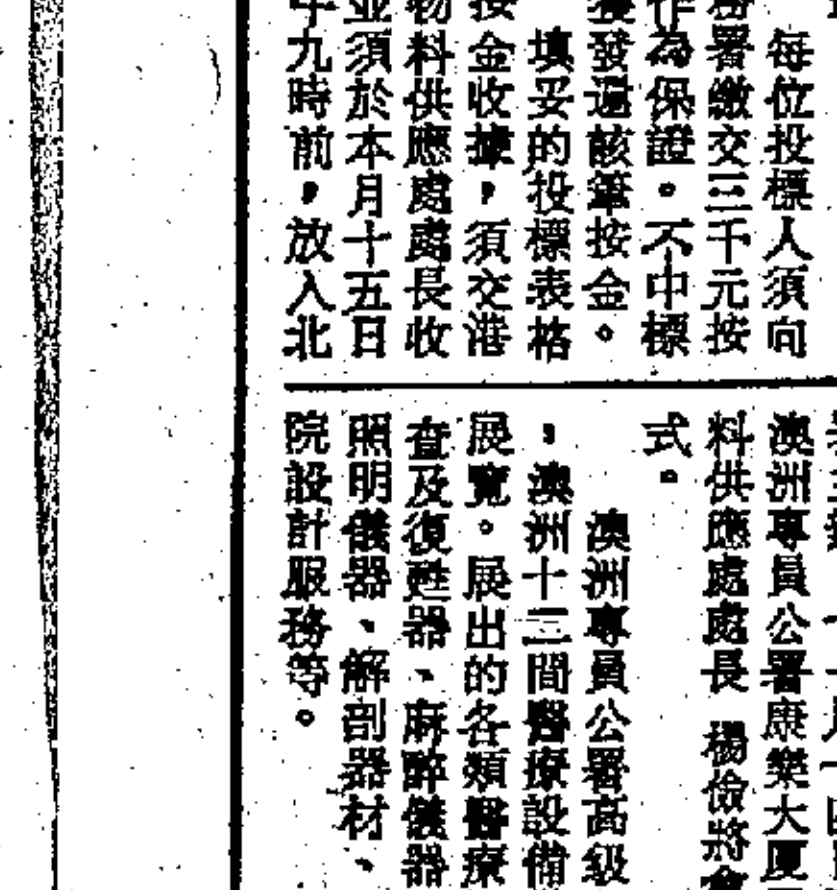 每位投標人須向
署繳交三千元按
作為保證。不中標
獲發還該筆按金。
填妥的投標表格
按金收據，須交港
物料供應處處長收
並須於本月十五日
午九時前，放入北
澳洲專員公署康樂大厦
料供應處處長 楊儉將會
式。
澳洲專員公署高級
，澳洲十三間醫療設備
展覽。展出的各類醫療
查及復甦器、麻醉儀器
照明儀器、解剖器材、
院設計服務等。